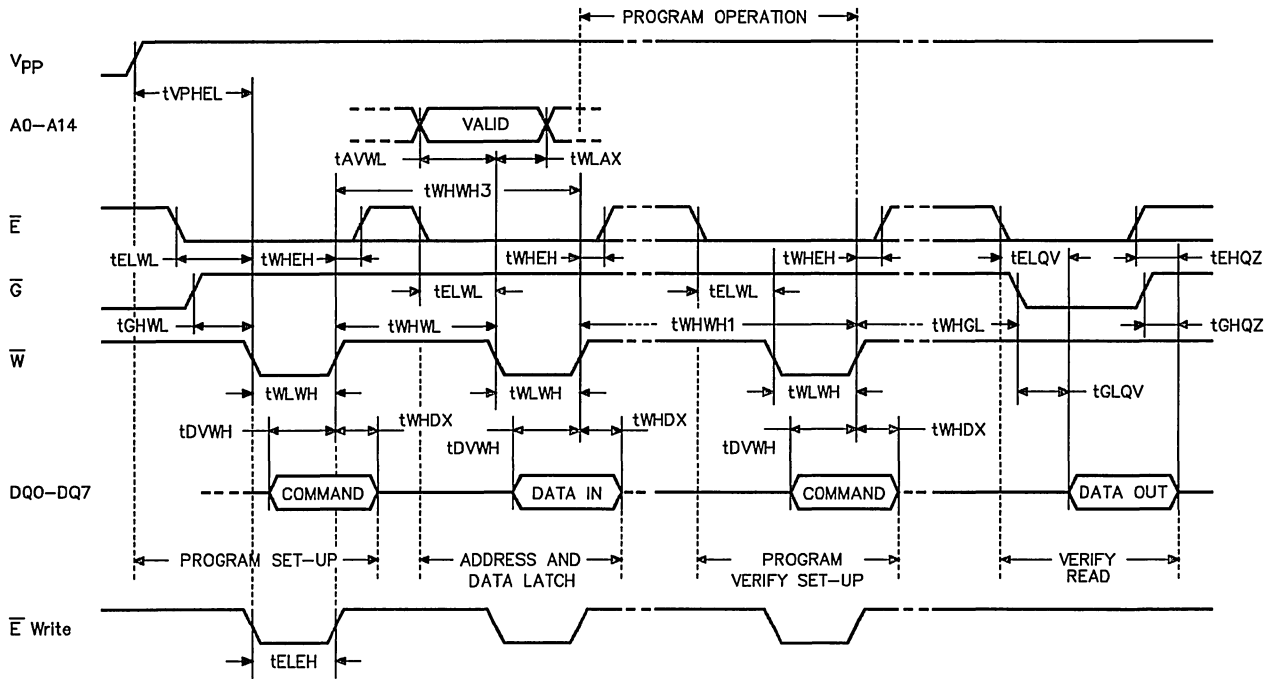 PROGRAM OPERATION
VPP
tVPHEL
A0-A14
VALID
tAVWL
tWLAX
tWHWH3
E
tELWL
tWHEH
tWHEH
tWHEH
tELQV
tEHQZ
G
tELWL
tELWL
tGHWL
tWHWL
tWHWH1
tWHGL
tGHQZ
W
tWLWH
tWLWH
tWLWH
tGLQV
tDVWH
tWHDX
tDVWH
tWHDX
tDVWH
tWHDX
DQ0-DQ7
COMMAND
DATA IN
COMMAND
DATA OUT
PROGRAM SET-UP
ADDRESS AND
DATA LATCH
PROGRAM
VERIFY SET-UP
VERIFY
READ
E Write
tELEH